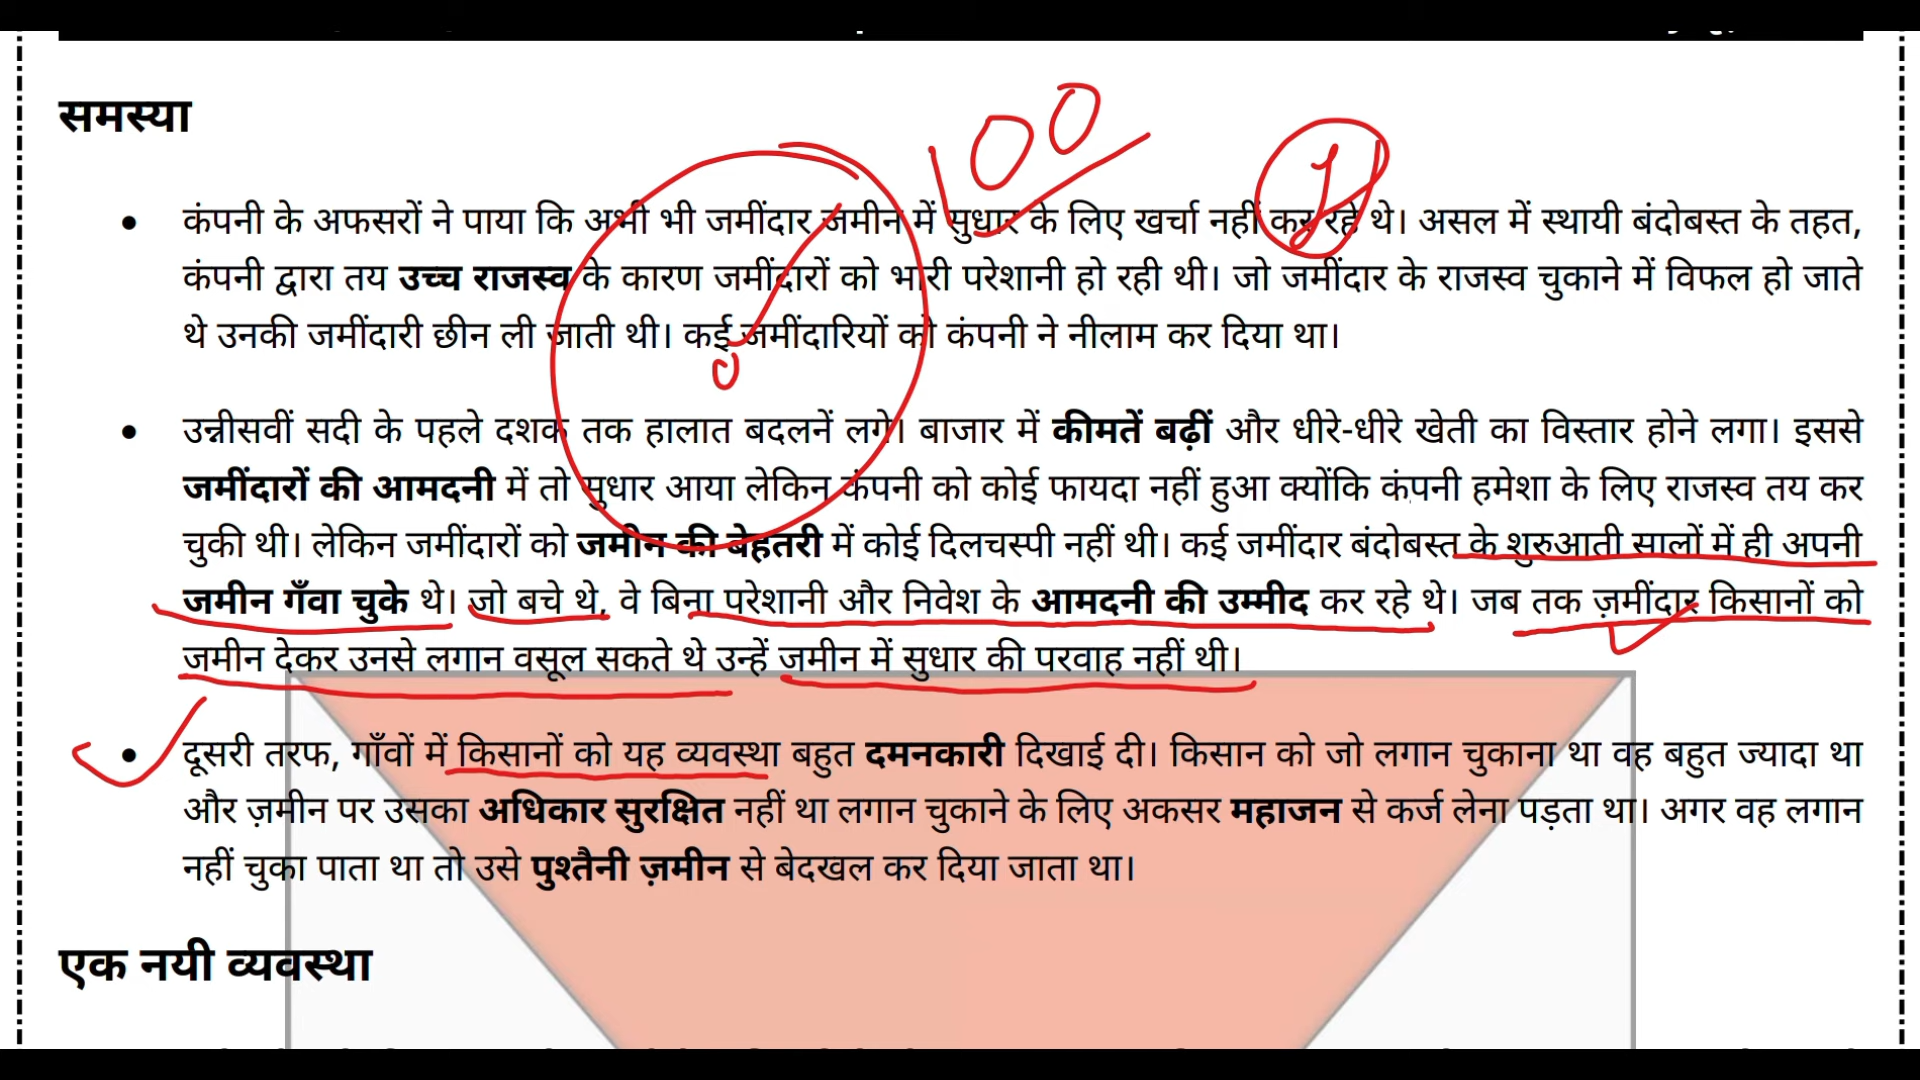 समस्या
100
कंपनी के अफसरों ने पाया कि अभी भी जमींदार जमीन में सुधार के लिए खर्चा नहीं कर रहे थे। असल में स्थायी बंदोबस्त के तहत,
कंपनी द्वारा तय उच्च राजस्व के कारण जमींदारों को भारी परेशानी हो रही थी। जो जमींदार के राजस्व चुकाने में विफल हो जाते
थे उनकी जमींदारी छीन ली जाती थी। कई जमींदारियों को कंपनी ने नीलाम कर दिया था।
उन्नीसवीं सदी के पहले दशक तक हालात बदलनें लगे। बाजार में कीमतें बढ़ीं और धीरे-धीरे खेती का विस्तार होने लगा। इससे
जमींदारों की आमदनी में तो सुधार आया लेकिन कंपनी को कोई फायदा नहीं हुआ क्योंकि कंपनी हमेशा के लिए राजस्व तय कर
चुकी थी। लेकिन जमींदारों को जमीन की बेहतरी में कोई दिलचस्पी नहीं थी। कई जमींदार बंदोबस्त के शुरुआती सालों में ही अपनी
जमीन गँवा चुके थे। जो बचे थे, वे बिना परेशानी और निवेश के आमदनी की उम्मीद कर रहे थे। जब तक ज़मींदार किसानों को
जमीन देकर उनसे लगान वसूल सकते थे उन्हें जमीन में सुधार की परवाह नहीं थी।
दूसरी तरफ, गाँवों में किसानों को यह व्यवस्था बहुत दमनकारी दिखाई दी। किसान को जो लगान चुकाना था वह बहुत ज्यादा था
और ज़मीन पर उसका अधिकार सुरक्षित नहीं था लगान चुकाने के लिए अकसर महाजन से कर्ज लेना पड़ता था। अगर वह लगान
नहीं चुका पाता था तो उसे पुश्तैनी ज़मीन से बेदखल कर दिया जाता था।
एक नयी व्यवस्था